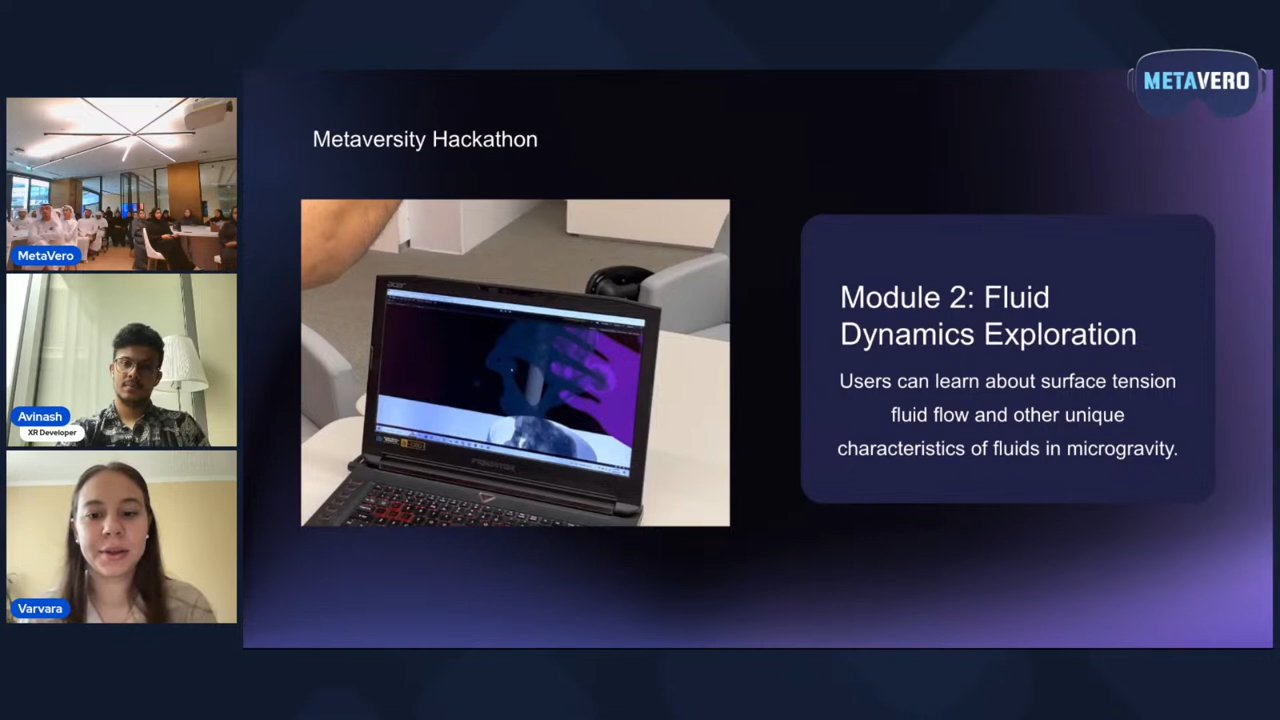 METAVERO
Metaversity Hackathon
MetaVero
Avinash
XR Developer
Varvara
acer
PREDATOR
Module 2: Fluid
Dynamics Exploration
Users can learn about surface tension
fluid flow and other unique
characteristics of fluids in microgravity.